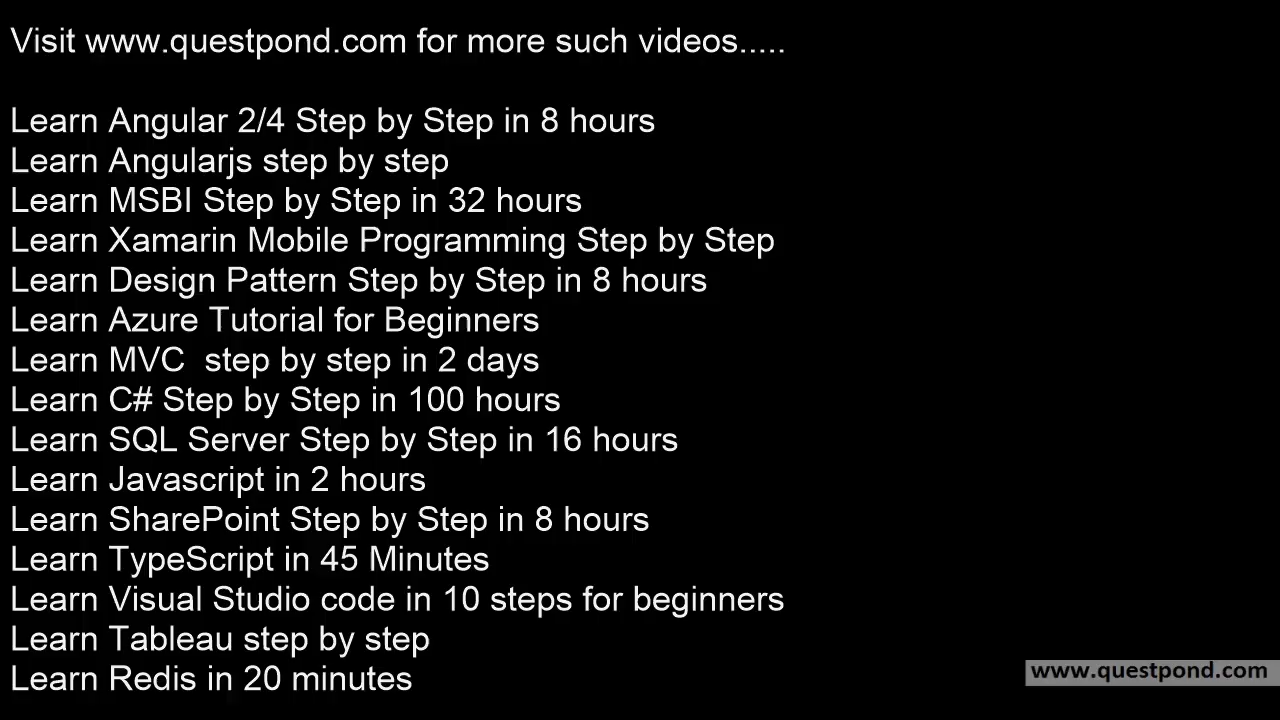 Visit www.questpond.com for more such videos.....
Learn Angular 2/4 Step by Step in 8 hours
Learn Angularjs step by step
Learn MSBI Step by Step in 32 hours
Learn Xamarin Mobile Programming Step by Step
Learn Design Pattern Step by Step in 8 hours
Learn Azure Tutorial for Beginners
Learn MVC  step by step in 2 days
Learn C# Step by Step in 100 hours
Learn SQL Server Step by Step in 16 hours
Learn Javascript in 2 hours
Learn SharePoint Step by Step in 8 hours
Learn TypeScript in 45 Minutes
Learn Visual Studio code in 10 steps for beginners
Learn Tableau step by step
Learn Redis in 20 minutes
www.questpond.com